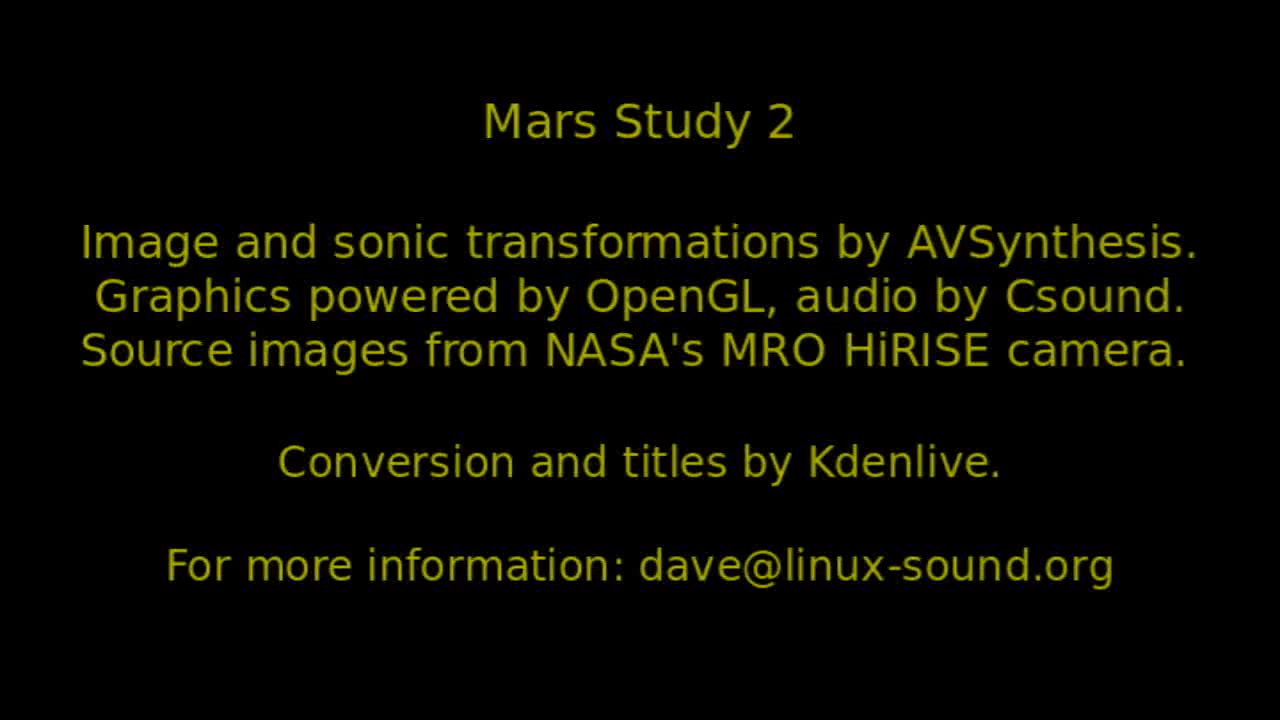 Mars Study 2
Image and sonic transformations by AVSynthesis.
Graphics powered by OpenGL, audio by Csound.
Source images from NASA's MRO HiRISE camera.
Conversion and titles by Kdenlive.
For more information: dave@linux-sound.org